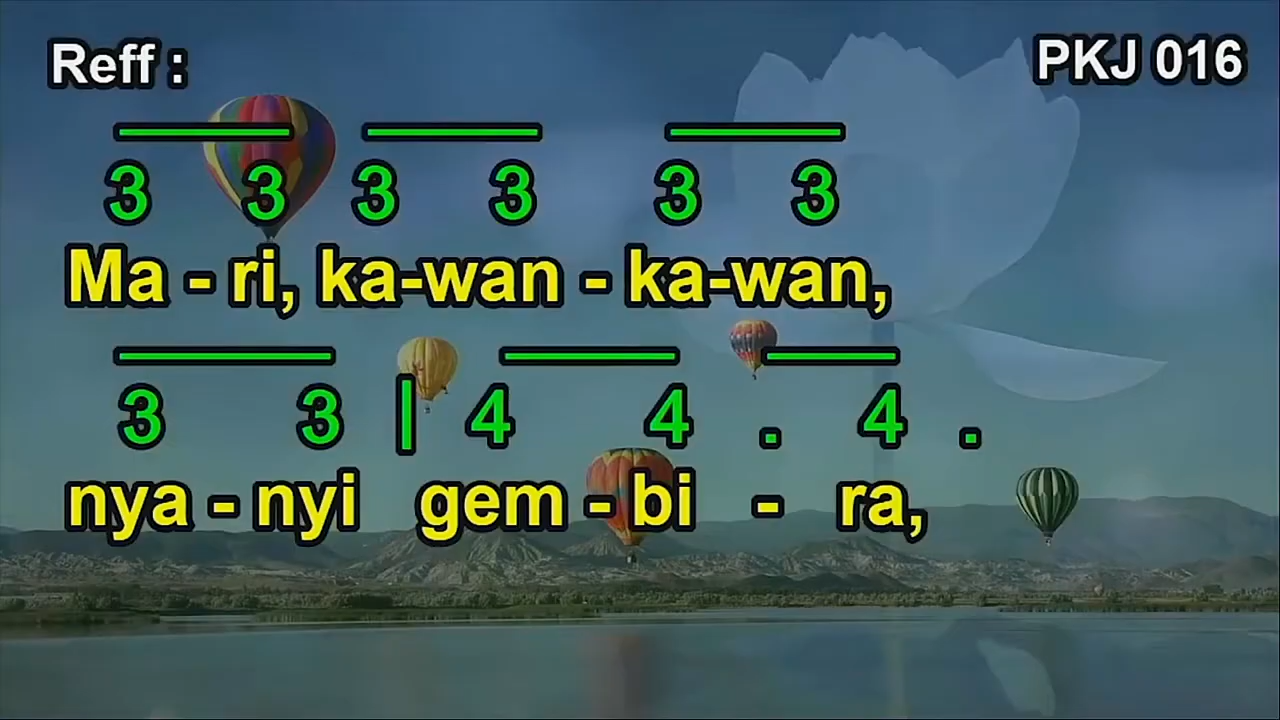 Reff : PKJ 016
3 3 3 3 3 3
Ma - ri, ka-wan - ka-wan,
3 3 | 4 4 . 4 .
nya - nyi gem - bi - ra,